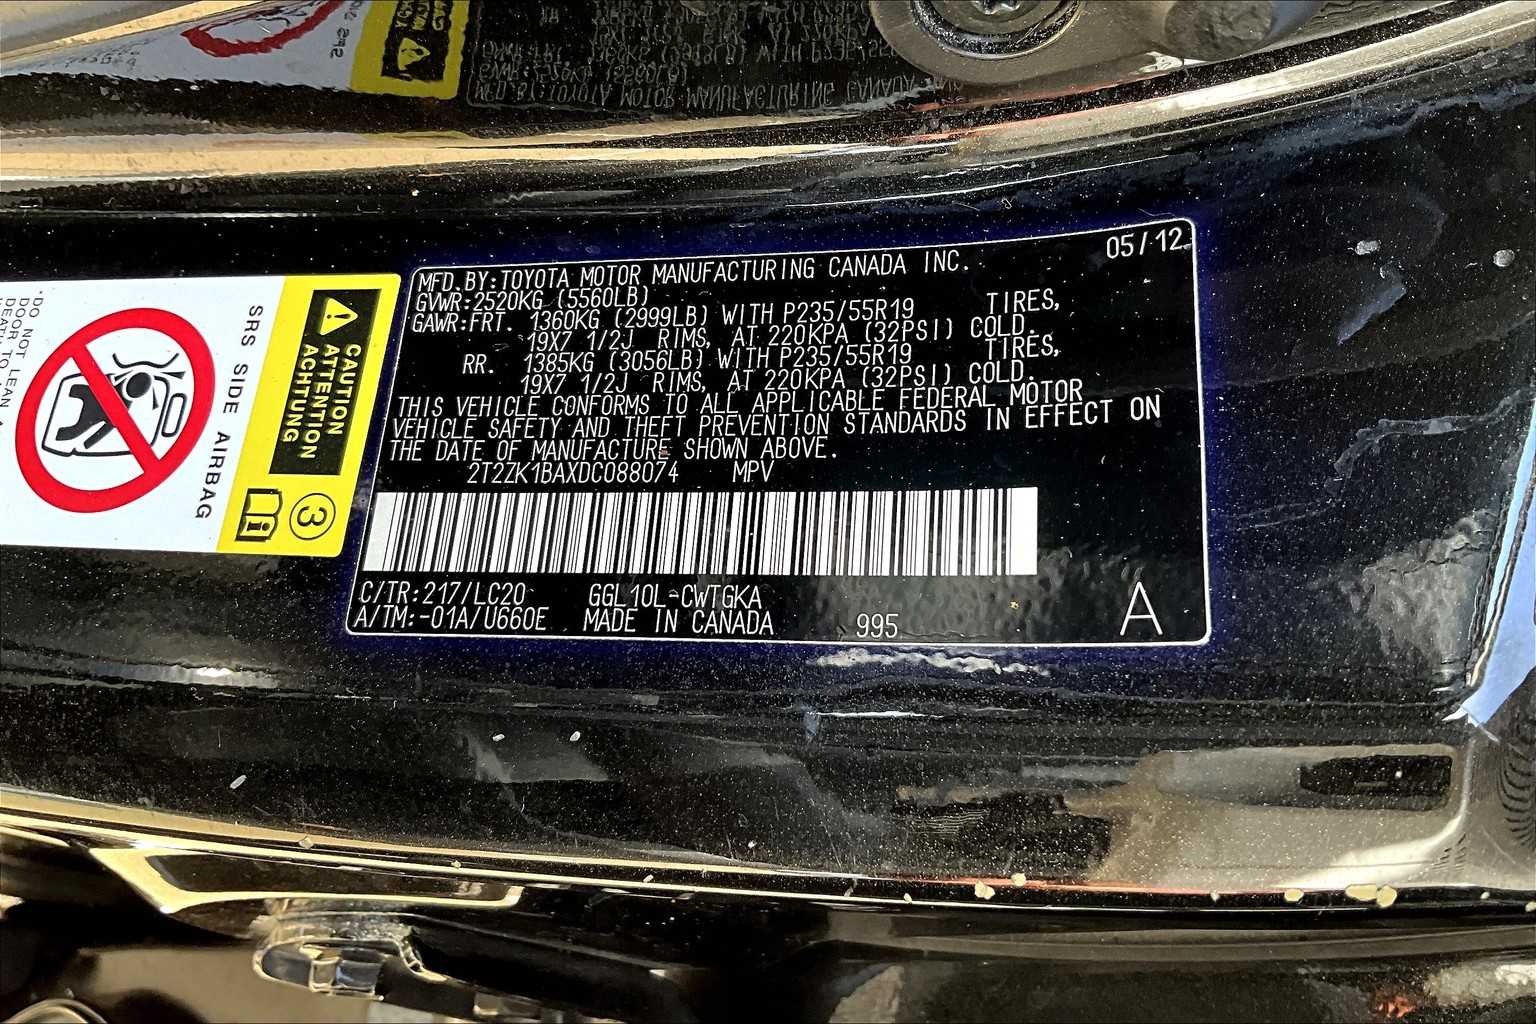 05/12
MFD.BY:TOYOTA MOTOR MANUFACTURING CANADA INC.
GVWR:2520KG (5560LB)
GAWR:FRT. 1360KG (2999LB) WITH P235/55R19 TIRES,
19X7 1/2J RIMS, AT 220KPA (32PSI) COLD.
RR. 1385KG (3056LB) WITH P235/55R19 TIRES,
19X7 1/2J RIMS, AT 220KPA (32PSI) COLD.
THIS VEHICLE CONFORMS TO ALL APPLICABLE FEDERAL MOTOR
VEHICLE SAFETY AND THEFT PREVENTION STANDARDS IN EFFECT ON
THE DATE OF MANUFACTURE SHOWN ABOVE.
2T2ZK1BAXDC088074 MPV
C/TR:217/LC20 GGL10L-CWTGKA
A/TM:-01A/U660E MADE IN CANADA 995 A
CAUTION
ATTENTION
ACHTUNG
3
SRS SIDE AIRBAG
*DO NOT LEAN
DOOR TO